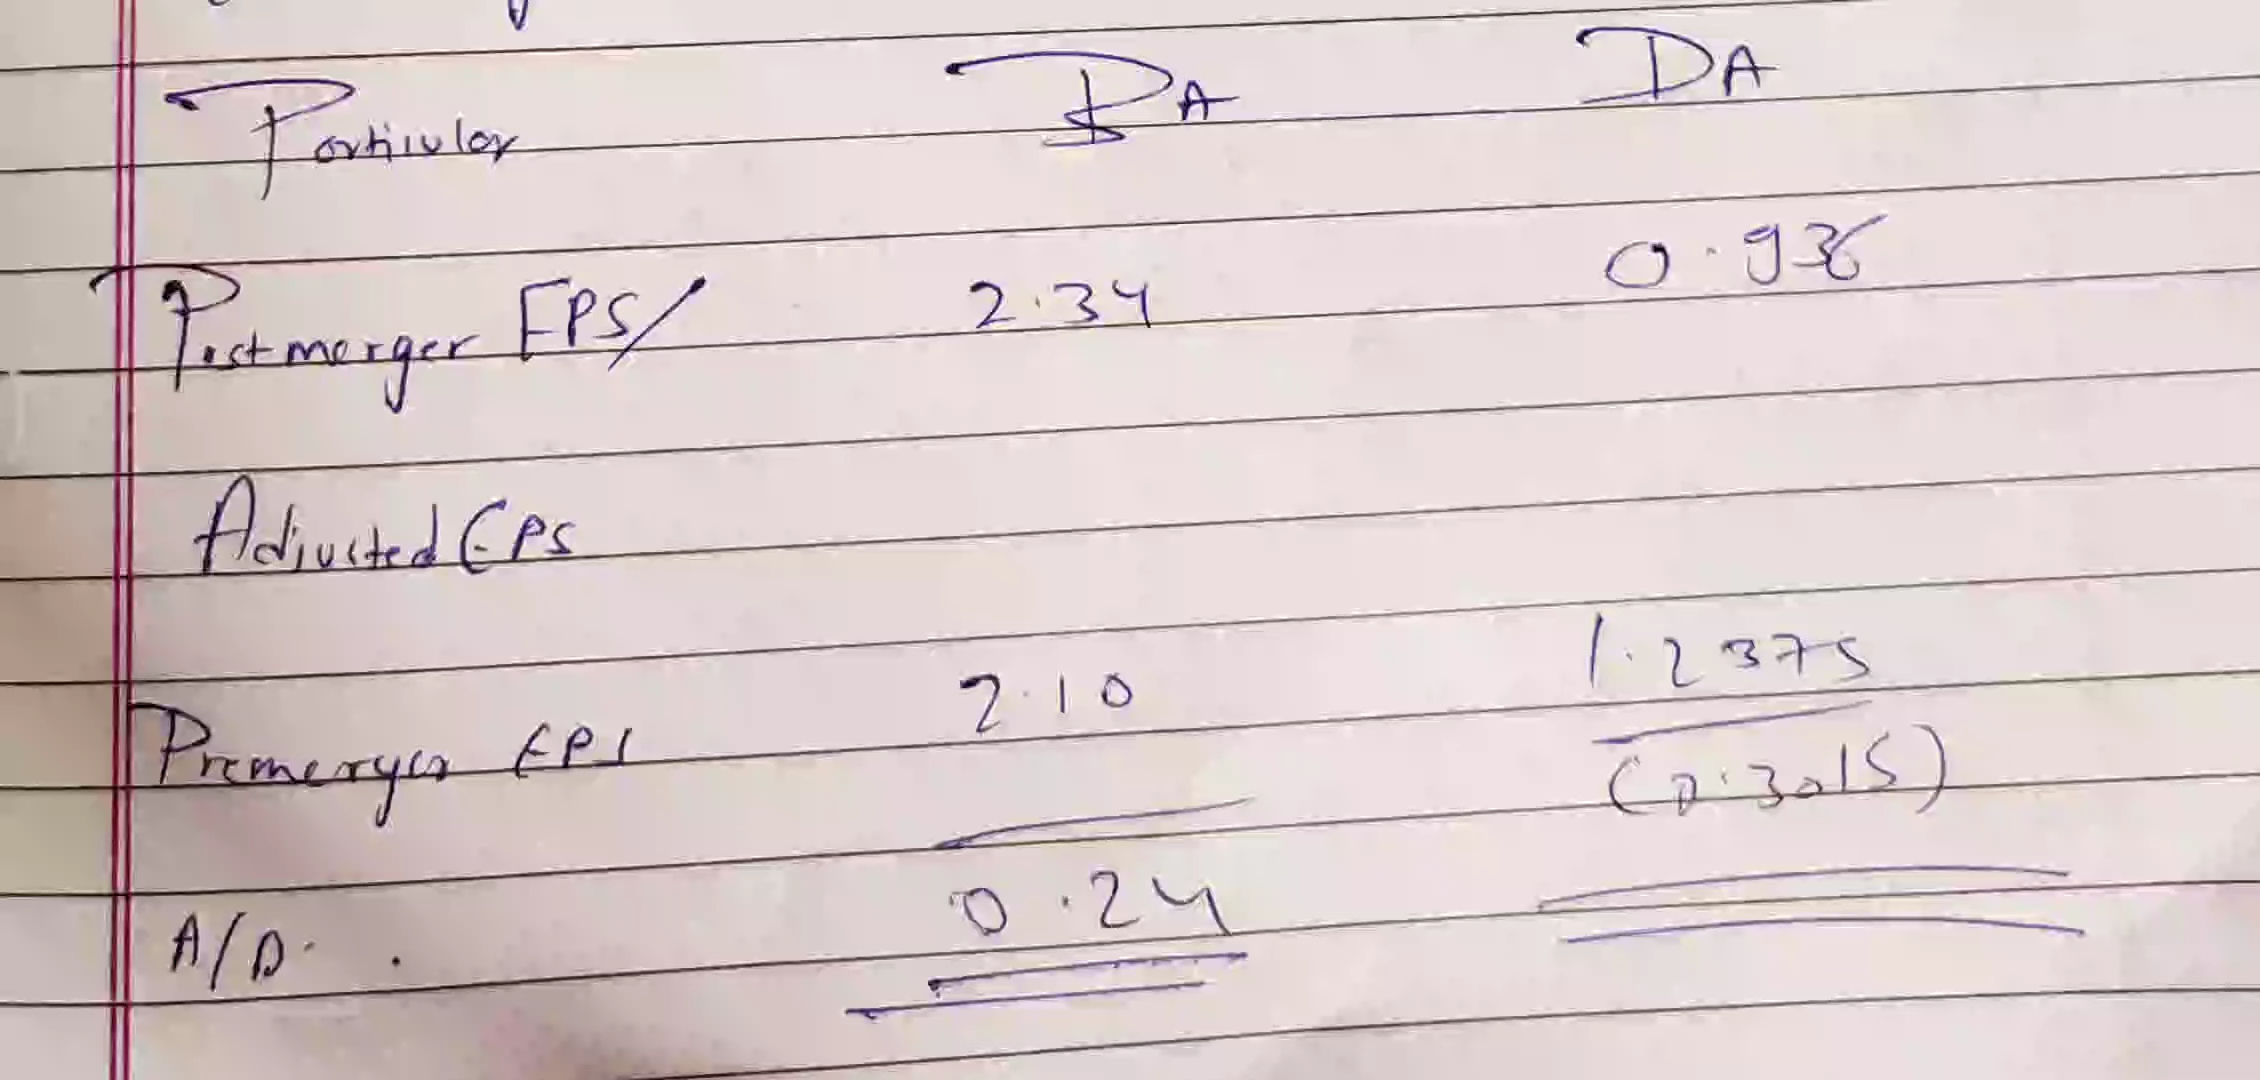 Particular BA DA
Postmerger EPS/ 2.34 0.936
Adjusted EPS
Premerger EPS 2.10 1.2375
(0.3015)
A/D. 0.24